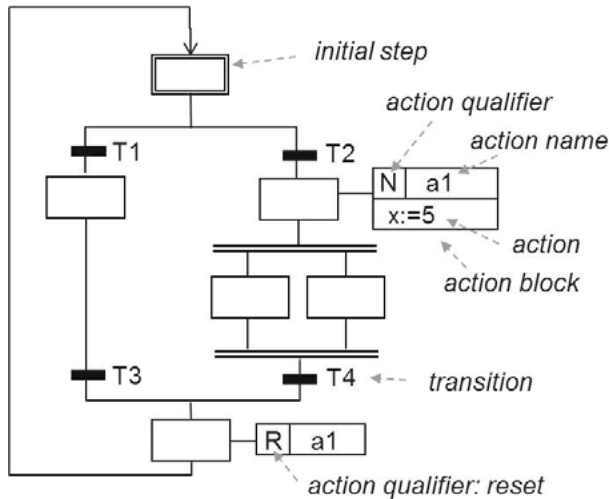 initial step
action qualifier
action name
T1
T2
N a1
x:=5
action
action block
T3
T4
transition
R a1
action qualifier: reset